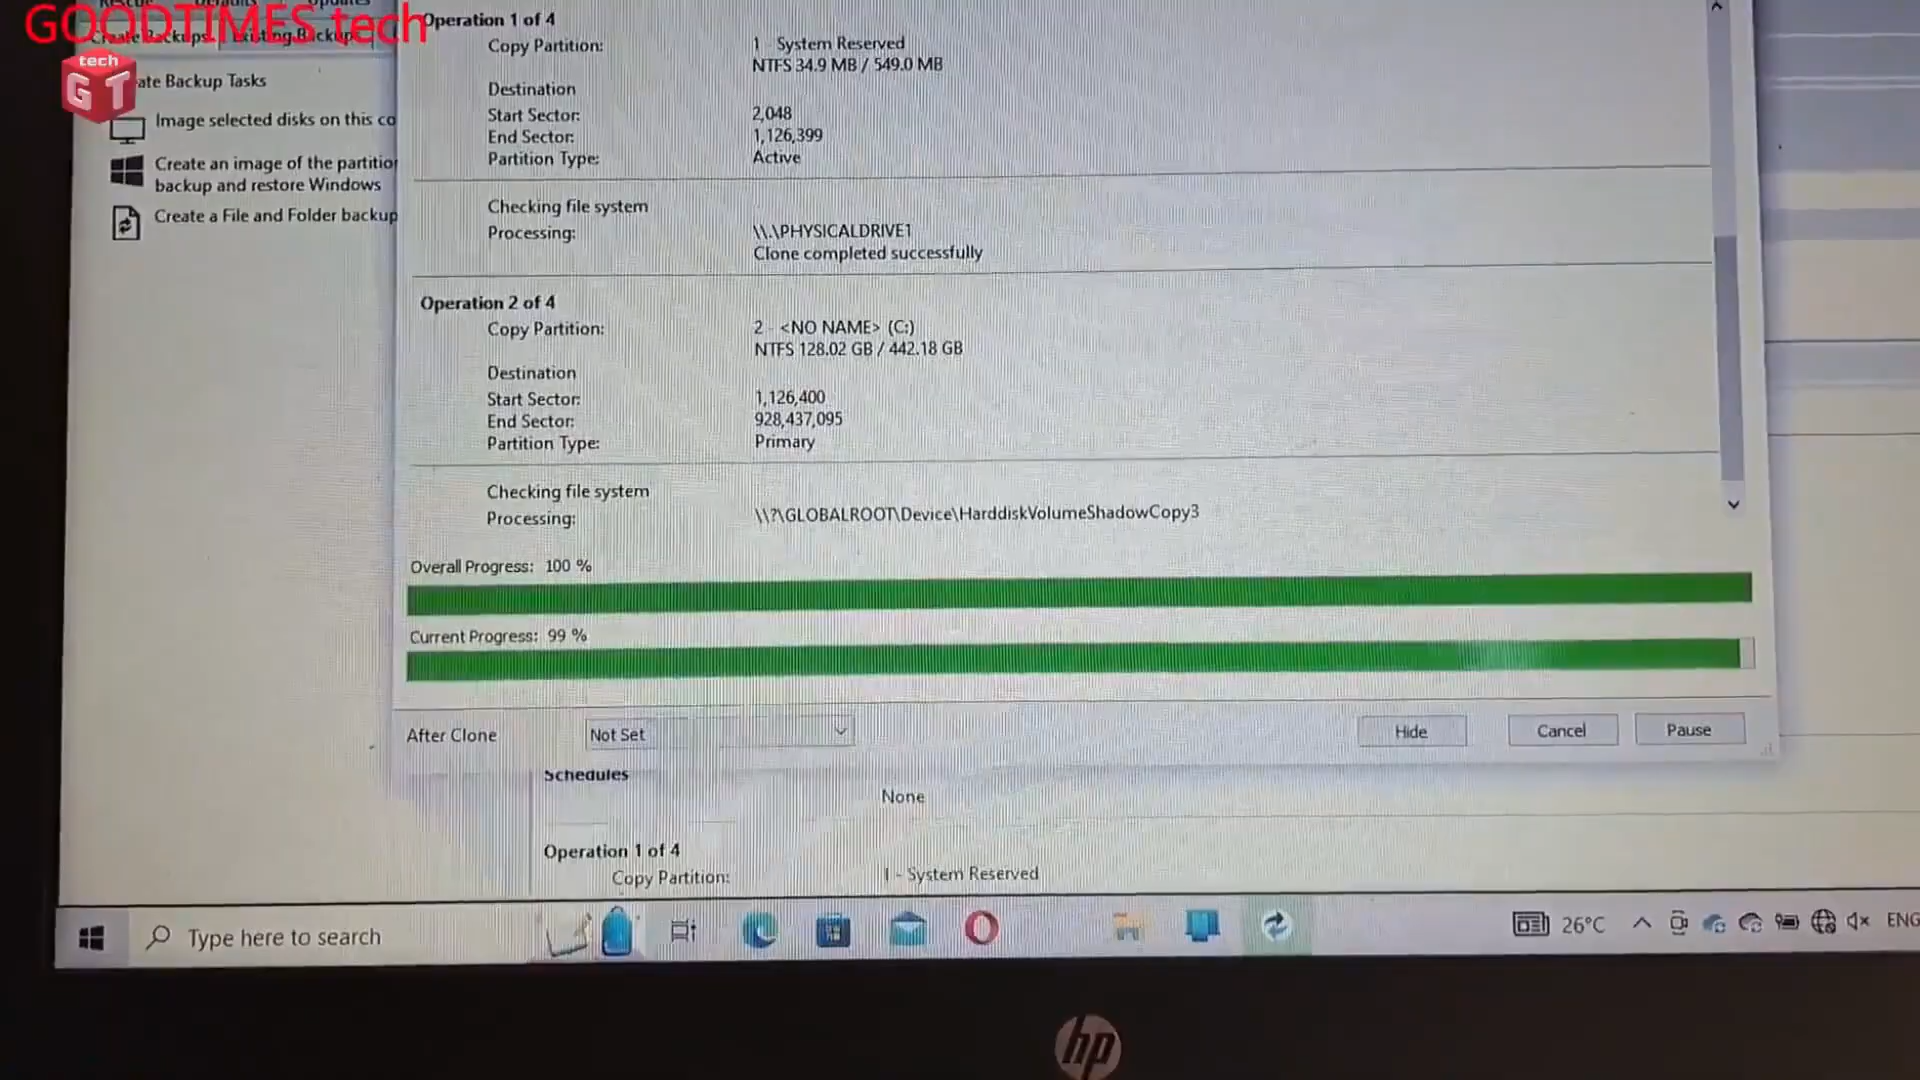 GOODTIMES tech
Create Backups
Existing Backups
tech
GT
ate Backup Tasks
Image selected disks on this co
Create an image of the partitio
backup and restore Windows
Create a File and Folder backup
Operation 1 of 4
Copy Partition: 1 - System Reserved
NTFS 34.9 MB / 549.0 MB
Destination
Start Sector: 2,048
End Sector: 1,126,399
Partition Type: Active
Checking file system
Processing: \\.\PHYSICALDRIVE1
Clone completed successfully
Operation 2 of 4
Copy Partition: 2 - <NO NAME> (C:)
NTFS 128.02 GB / 442.18 GB
Destination
Start Sector: 1,126,400
End Sector: 928,437,095
Partition Type: Primary
Checking file system
Processing: \\?\GLOBALROOT\Device\HarddiskVolumeShadowCopy3
Overall Progress: 100 %
Current Progress: 99 %
After Clone Not Set Hide Cancel Pause
Schedules
None
Operation 1 of 4
Copy Partition: 1 - System Reserved
Type here to search 26°C ENG
hp